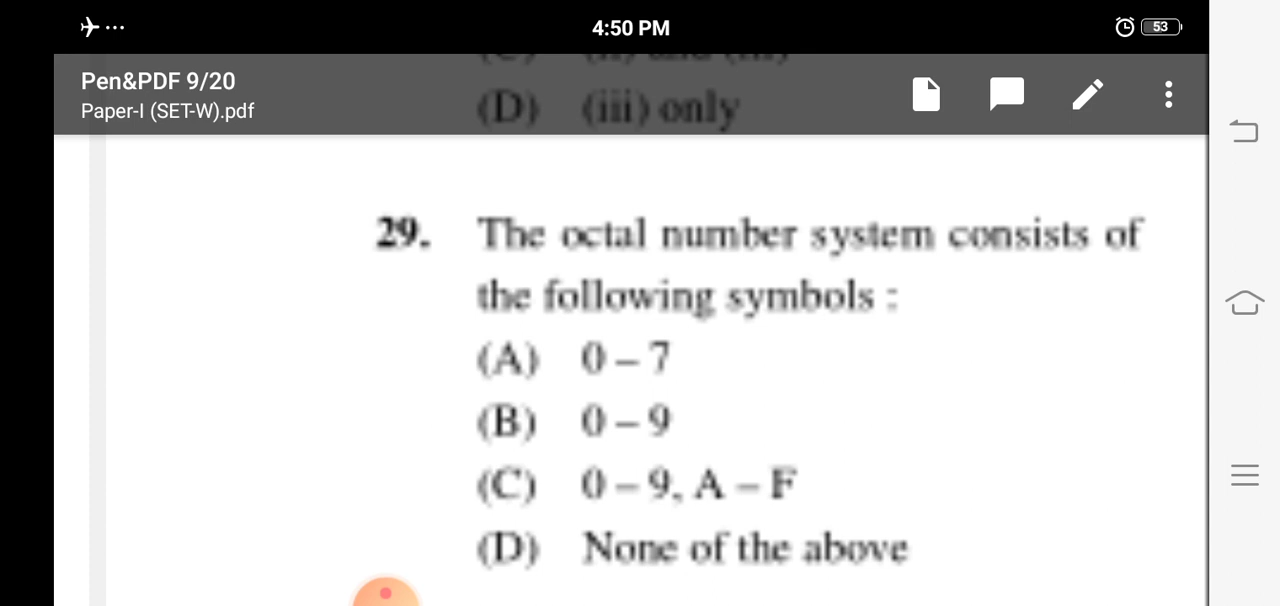 4:50 PM
53
Pen&PDF 9/20
Paper-I (SET-W).pdf
(D) (iii) only
29. The octal number system consists of
the following symbols :
(A) 0 – 7
(B) 0 – 9
(C) 0 – 9, A – F
(D) None of the above